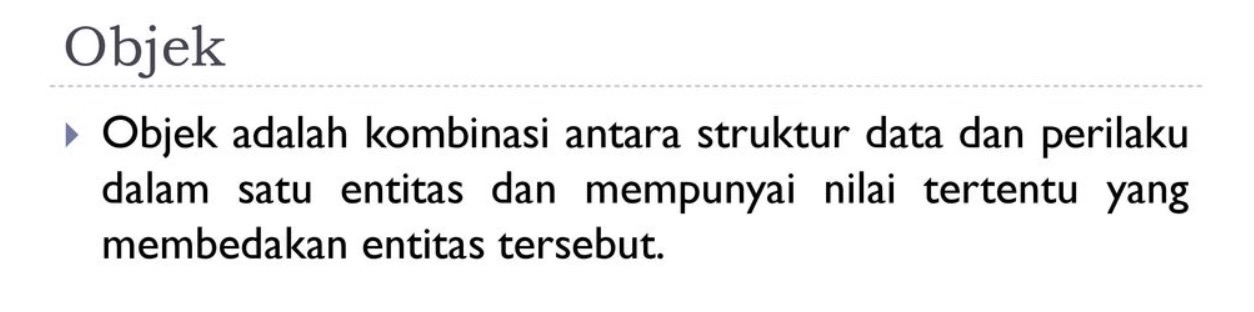 Objek
Objek adalah kombinasi antara struktur data dan perilaku
dalam satu entitas dan mempunyai nilai tertentu yang
membedakan entitas tersebut.